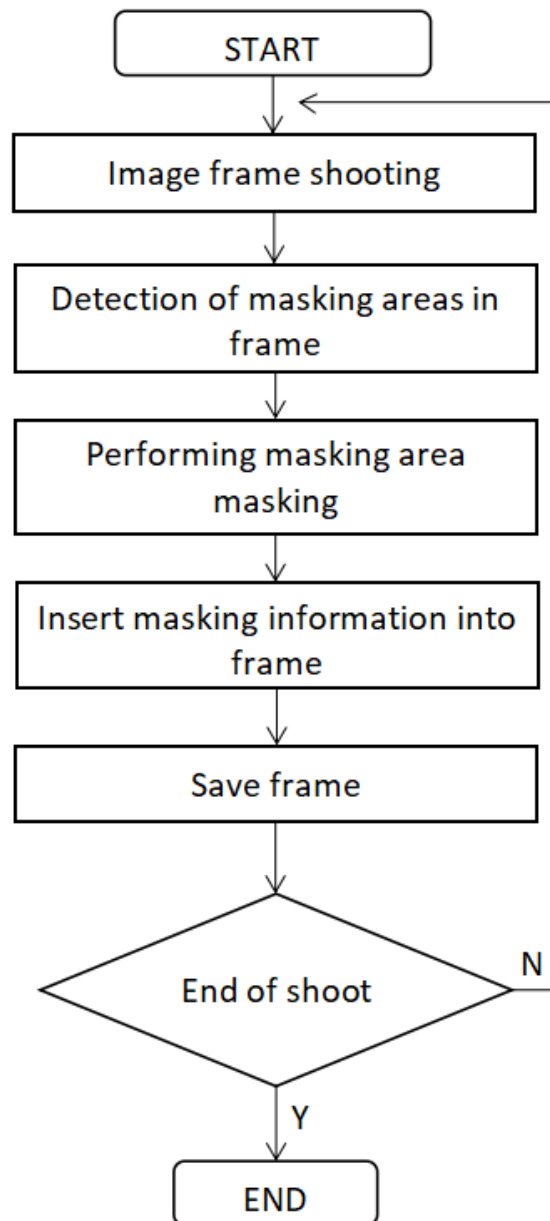 START
Image frame shooting
Detection of masking areas in
frame
Performing masking area
masking
Insert masking information into
frame
Save frame
End of shoot
N
Y
END